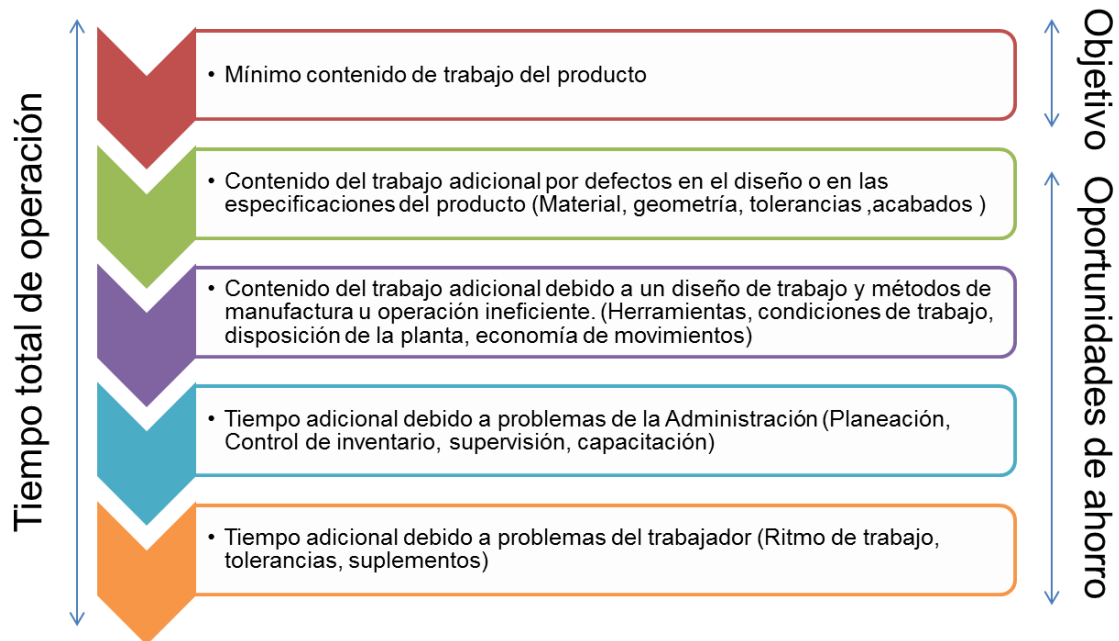 Tiempo total de operación
• Mínimo contenido de trabajo del producto
• Contenido del trabajo adicional por defectos en el diseño o en las
especificaciones del producto (Material, geometría, tolerancias ,acabados )
• Contenido del trabajo adicional debido a un diseño de trabajo y métodos de
manufactura u operación ineficiente. (Herramientas, condiciones de trabajo,
disposición de la planta, economía de movimientos)
• Tiempo adicional debido a problemas de la Administración (Planeación,
Control de inventario, supervisión, capacitación)
• Tiempo adicional debido a problemas del trabajador (Ritmo de trabajo,
tolerancias, suplementos)
Objetivo
Oportunidades de ahorro